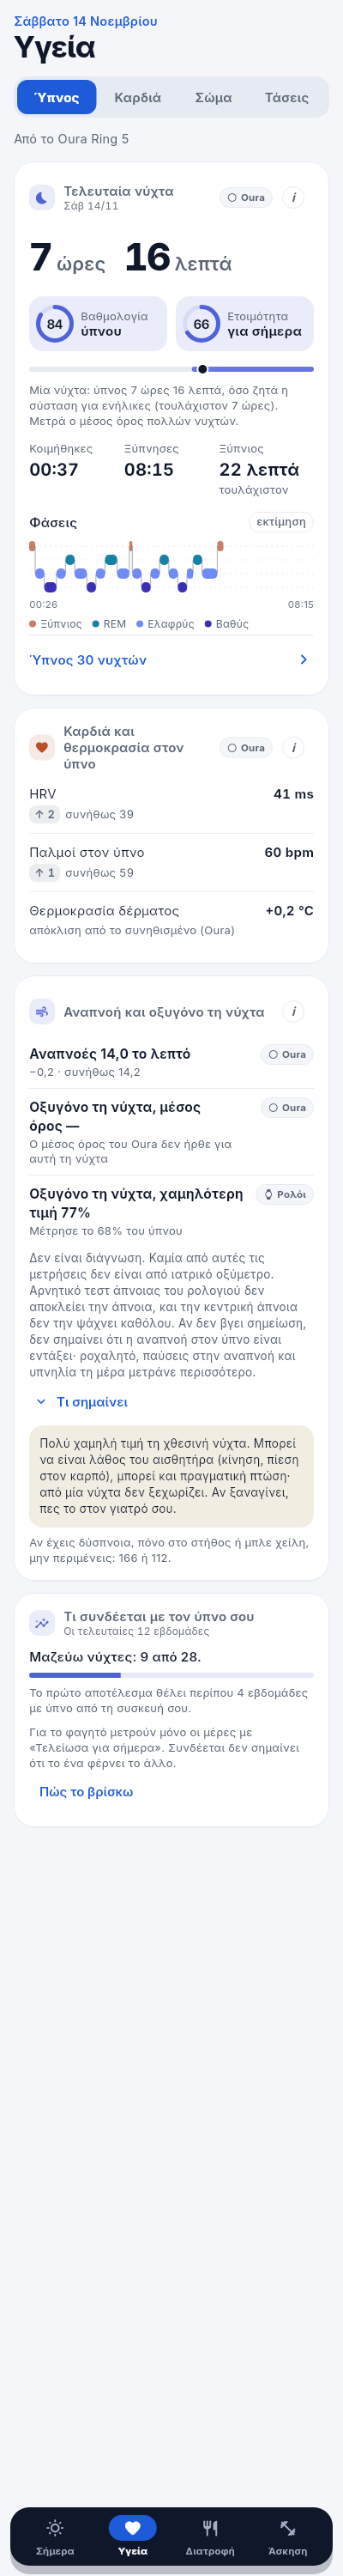 Σάββατο 14 Νοεμβρίου
Υγεία
Ύπνος Καρδιά Σώμα Τάσεις
Από το Oura Ring 5
Τελευταία νύχτα
Σάβ 14/11
Oura i
7 ώρες 16 λεπτά
84 Βαθμολογία ύπνου
66 Ετοιμότητα για σήμερα
Μία νύχτα: ύπνος 7 ώρες 16 λεπτά, όσο ζητά η
σύσταση για ενήλικες (τουλάχιστον 7 ώρες).
Μετρά ο μέσος όρος πολλών νυχτών.
Κοιμήθηκες Ξύπνησες Ξύπνιος
00:37 08:15 22 λεπτά
τουλάχιστον
Φάσεις εκτίμηση
00:26 08:15
Ξύπνιος REM Ελαφρύς Βαθύς
Ύπνος 30 νυχτών
Καρδιά και
θερμοκρασία στον
ύπνο
Oura i
HRV 41 ms
↑ 2 συνήθως 39
Παλμοί στον ύπνο 60 bpm
↑ 1 συνήθως 59
Θερμοκρασία δέρματος +0,2 °C
απόκλιση από το συνηθισμένο (Oura)
Αναπνοή και οξυγόνο τη νύχτα i
Αναπνοές 14,0 το λεπτό Oura
−0,2 · συνήθως 14,2
Οξυγόνο τη νύχτα, μέσος Oura
όρος —
Ο μέσος όρος του Oura δεν ήρθε για
αυτή τη νύχτα
Οξυγόνο τη νύχτα, χαμηλότερη Ρολόι
τιμή 77%
Μέτρησε το 68% του ύπνου
Δεν είναι διάγνωση. Καμία από αυτές τις
μετρήσεις δεν είναι από ιατρικό οξύμετρο.
Αρνητικό τεστ άπνοιας του ρολογιού δεν
αποκλείει την άπνοια, και την κεντρική άπνοια
δεν την ψάχνει καθόλου. Αν δεν βγει σημείωση,
δεν σημαίνει ότι η αναπνοή στον ύπνο είναι
εντάξει· ροχαλητό, παύσεις στην αναπνοή και
υπνηλία τη μέρα μετράνε περισσότερο.
Τι σημαίνει
Πολύ χαμηλή τιμή τη χθεσινή νύχτα. Μπορεί
να είναι λάθος του αισθητήρα (κίνηση, πίεση
στον καρπό), μπορεί και πραγματική πτώση·
από μία νύχτα δεν ξεχωρίζει. Αν ξαναγίνει,
πες το στον γιατρό σου.
Αν έχεις δύσπνοια, πόνο στο στήθος ή μπλε χείλη,
μην περιμένεις: 166 ή 112.
Τι συνδέεται με τον ύπνο σου
Οι τελευταίες 12 εβδομάδες
Μαζεύω νύχτες: 9 από 28.
Το πρώτο αποτέλεσμα θέλει περίπου 4 εβδομάδες
με ύπνο από τη συσκευή σου.
Για το φαγητό μετρούν μόνο οι μέρες με
«Τελείωσα για σήμερα». Συνδέεται δεν σημαίνει
ότι το ένα φέρνει το άλλο.
Πώς το βρίσκω
Σήμερα Υγεία Διατροφή Άσκηση